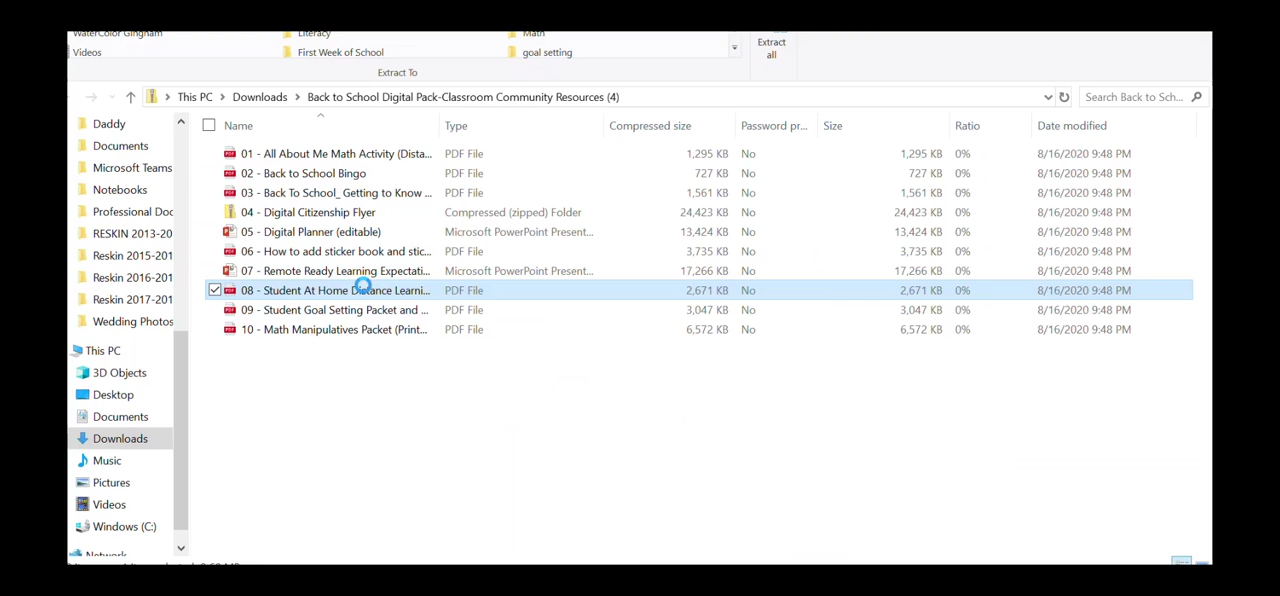 WaterColor Gingham Literacy Math
Videos First Week of School goal setting
Extract all
Extract To
This PC > Downloads > Back to School Digital Pack-Classroom Community Resources (4)
Search Back to Sch...
Name Type Compressed size Password pr... Size Ratio Date modified
01 - All About Me Math Activity (Dista... PDF File 1,295 KB No 1,295 KB 0% 8/16/2020 9:48 PM
02 - Back to School Bingo PDF File 727 KB No 727 KB 0% 8/16/2020 9:48 PM
03 - Back To School_ Getting to Know ... PDF File 1,561 KB No 1,561 KB 0% 8/16/2020 9:48 PM
04 - Digital Citizenship Flyer Compressed (zipped) Folder 24,423 KB No 24,423 KB 0% 8/16/2020 9:48 PM
05 - Digital Planner (editable) Microsoft PowerPoint Present... 13,424 KB No 13,424 KB 0% 8/16/2020 9:48 PM
06 - How to add sticker book and stic... PDF File 3,735 KB No 3,735 KB 0% 8/16/2020 9:48 PM
07 - Remote Ready Learning Expectati... Microsoft PowerPoint Present... 17,266 KB No 17,266 KB 0% 8/16/2020 9:48 PM
08 - Student At Home Distance Learni... PDF File 2,671 KB No 2,671 KB 0% 8/16/2020 9:48 PM
09 - Student Goal Setting Packet and ... PDF File 3,047 KB No 3,047 KB 0% 8/16/2020 9:48 PM
10 - Math Manipulatives Packet (Print... PDF File 6,572 KB No 6,572 KB 0% 8/16/2020 9:48 PM
Daddy
Documents
Microsoft Teams
Notebooks
Professional Doc
RESKIN 2013-20
Reskin 2015-201
Reskin 2016-201
Reskin 2017-201
Wedding Photos
This PC
3D Objects
Desktop
Documents
Downloads
Music
Pictures
Videos
Windows (C:)
Network